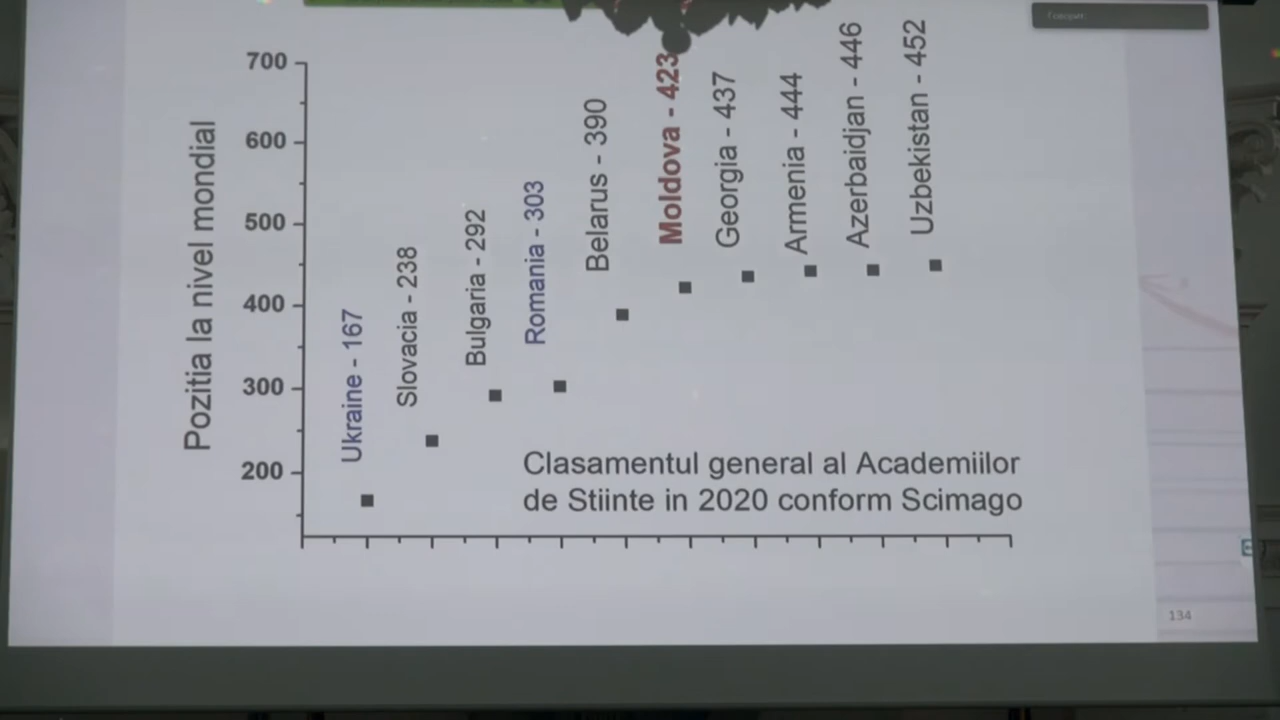 Говорит:
Pozitia la nivel mondial
700
600
500
400
300
200
Ukraine - 167
Slovacia - 238
Bulgaria - 292
Romania - 303
Belarus - 390
Moldova - 423
Georgia - 437
Armenia - 444
Azerbaidjan - 446
Uzbekistan - 452
Clasamentul general al Academiilor
de Stiinte in 2020 conform Scimago
134